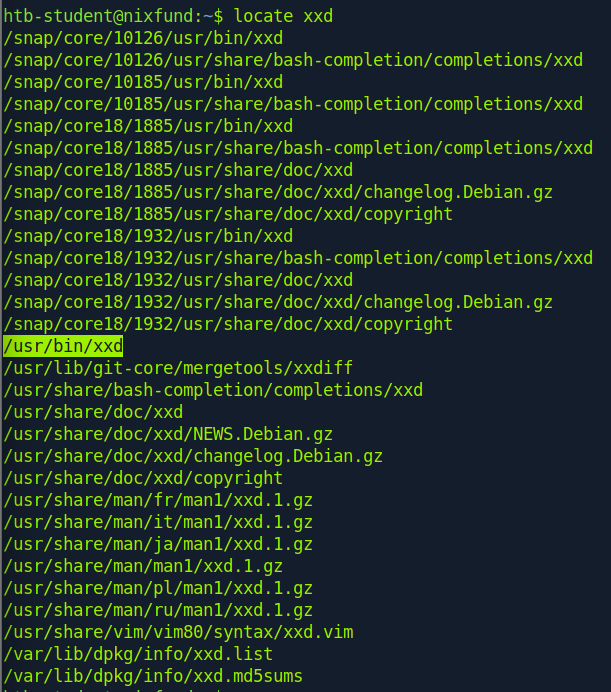 htb-student@nixfund:~$ locate xxd
/snap/core/10126/usr/bin/xxd
/snap/core/10126/usr/share/bash-completion/completions/xxd
/snap/core/10185/usr/bin/xxd
/snap/core/10185/usr/share/bash-completion/completions/xxd
/snap/core18/1885/usr/bin/xxd
/snap/core18/1885/usr/share/bash-completion/completions/xxd
/snap/core18/1885/usr/share/doc/xxd
/snap/core18/1885/usr/share/doc/xxd/changelog.Debian.gz
/snap/core18/1885/usr/share/doc/xxd/copyright
/snap/core18/1932/usr/bin/xxd
/snap/core18/1932/usr/share/bash-completion/completions/xxd
/snap/core18/1932/usr/share/doc/xxd
/snap/core18/1932/usr/share/doc/xxd/changelog.Debian.gz
/snap/core18/1932/usr/share/doc/xxd/copyright
/usr/bin/xxd
/usr/lib/git-core/mergetools/xxdiff
/usr/share/bash-completion/completions/xxd
/usr/share/doc/xxd
/usr/share/doc/xxd/NEWS.Debian.gz
/usr/share/doc/xxd/changelog.Debian.gz
/usr/share/doc/xxd/copyright
/usr/share/man/fr/man1/xxd.1.gz
/usr/share/man/it/man1/xxd.1.gz
/usr/share/man/ja/man1/xxd.1.gz
/usr/share/man/man1/xxd.1.gz
/usr/share/man/pl/man1/xxd.1.gz
/usr/share/man/ru/man1/xxd.1.gz
/usr/share/vim/vim80/syntax/xxd.vim
/var/lib/dpkg/info/xxd.list
/var/lib/dpkg/info/xxd.md5sums